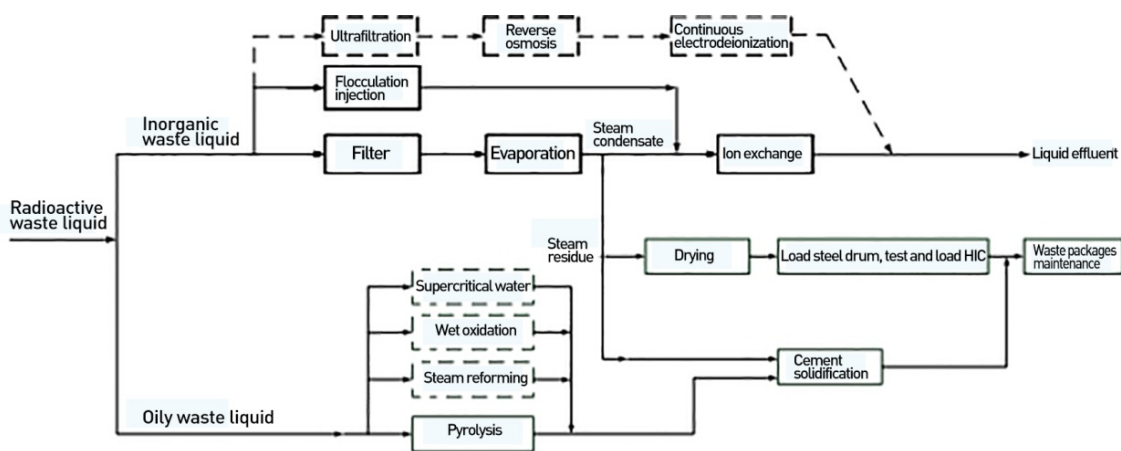 Ultrafiltration
Reverse
osmosis
Continuous
electrodeionization
Flocculation
injection
Inorganic
waste liquid
Filter
Evaporation
Steam
condensate
Ion exchange
Liquid effluent
Radioactive
waste liquid
Steam
residue
Drying
Load steel drum, test and load HIC
Waste packages
maintenance
Supercritical water
Wet oxidation
Steam reforming
Cement
solidification
Oily waste liquid
Pyrolysis